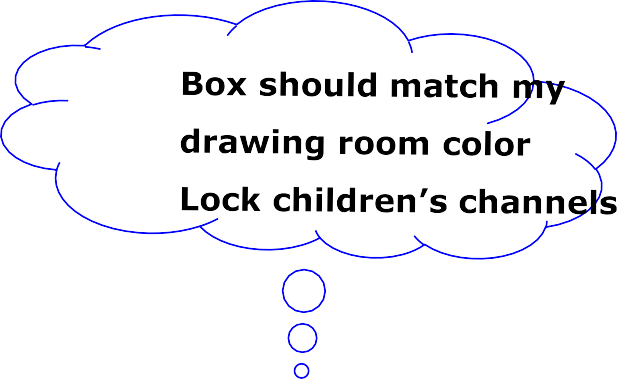 Box should match my
drawing room color
Lock children’s channels